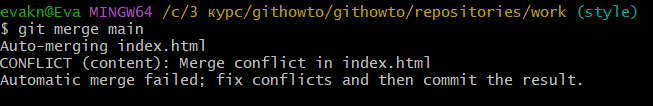 evakn@Eva MINGW64 /c/3 курс/githowto/githowto/repositories/work (style)
$ git merge main
Auto-merging index.html
CONFLICT (content): Merge conflict in index.html
Automatic merge failed; fix conflicts and then commit the result.